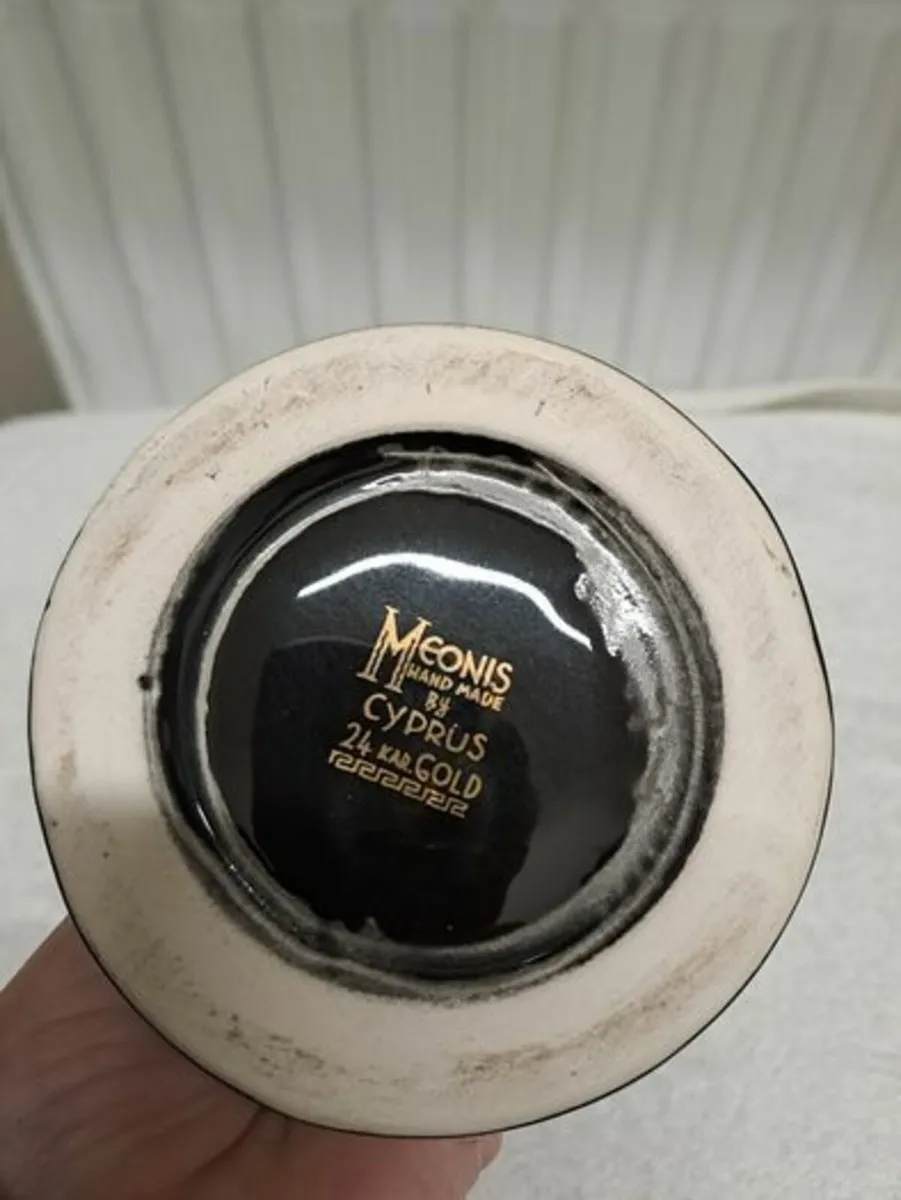 MEONIS
HAND MADE
By
CYPRUS
24 KAR.GOLD